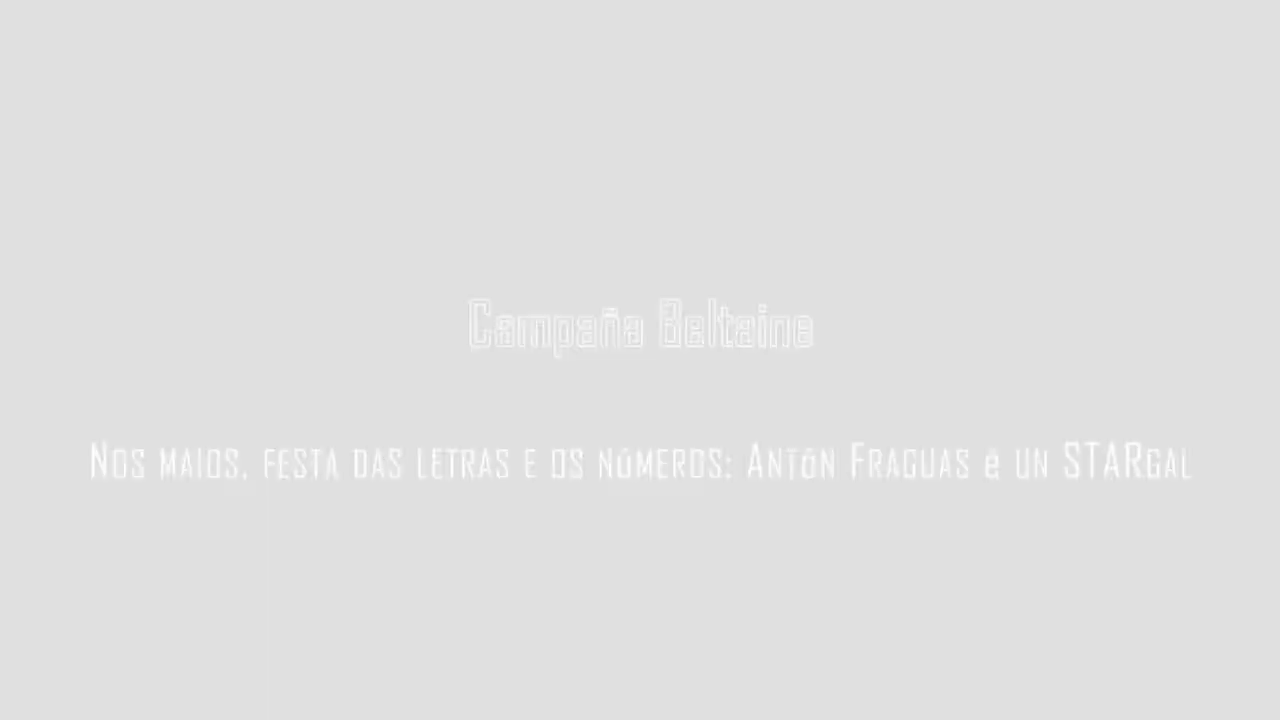 Campaña Beltaine
Nos maios, festa das letras e os números: Antón Fraguas é un STARgal